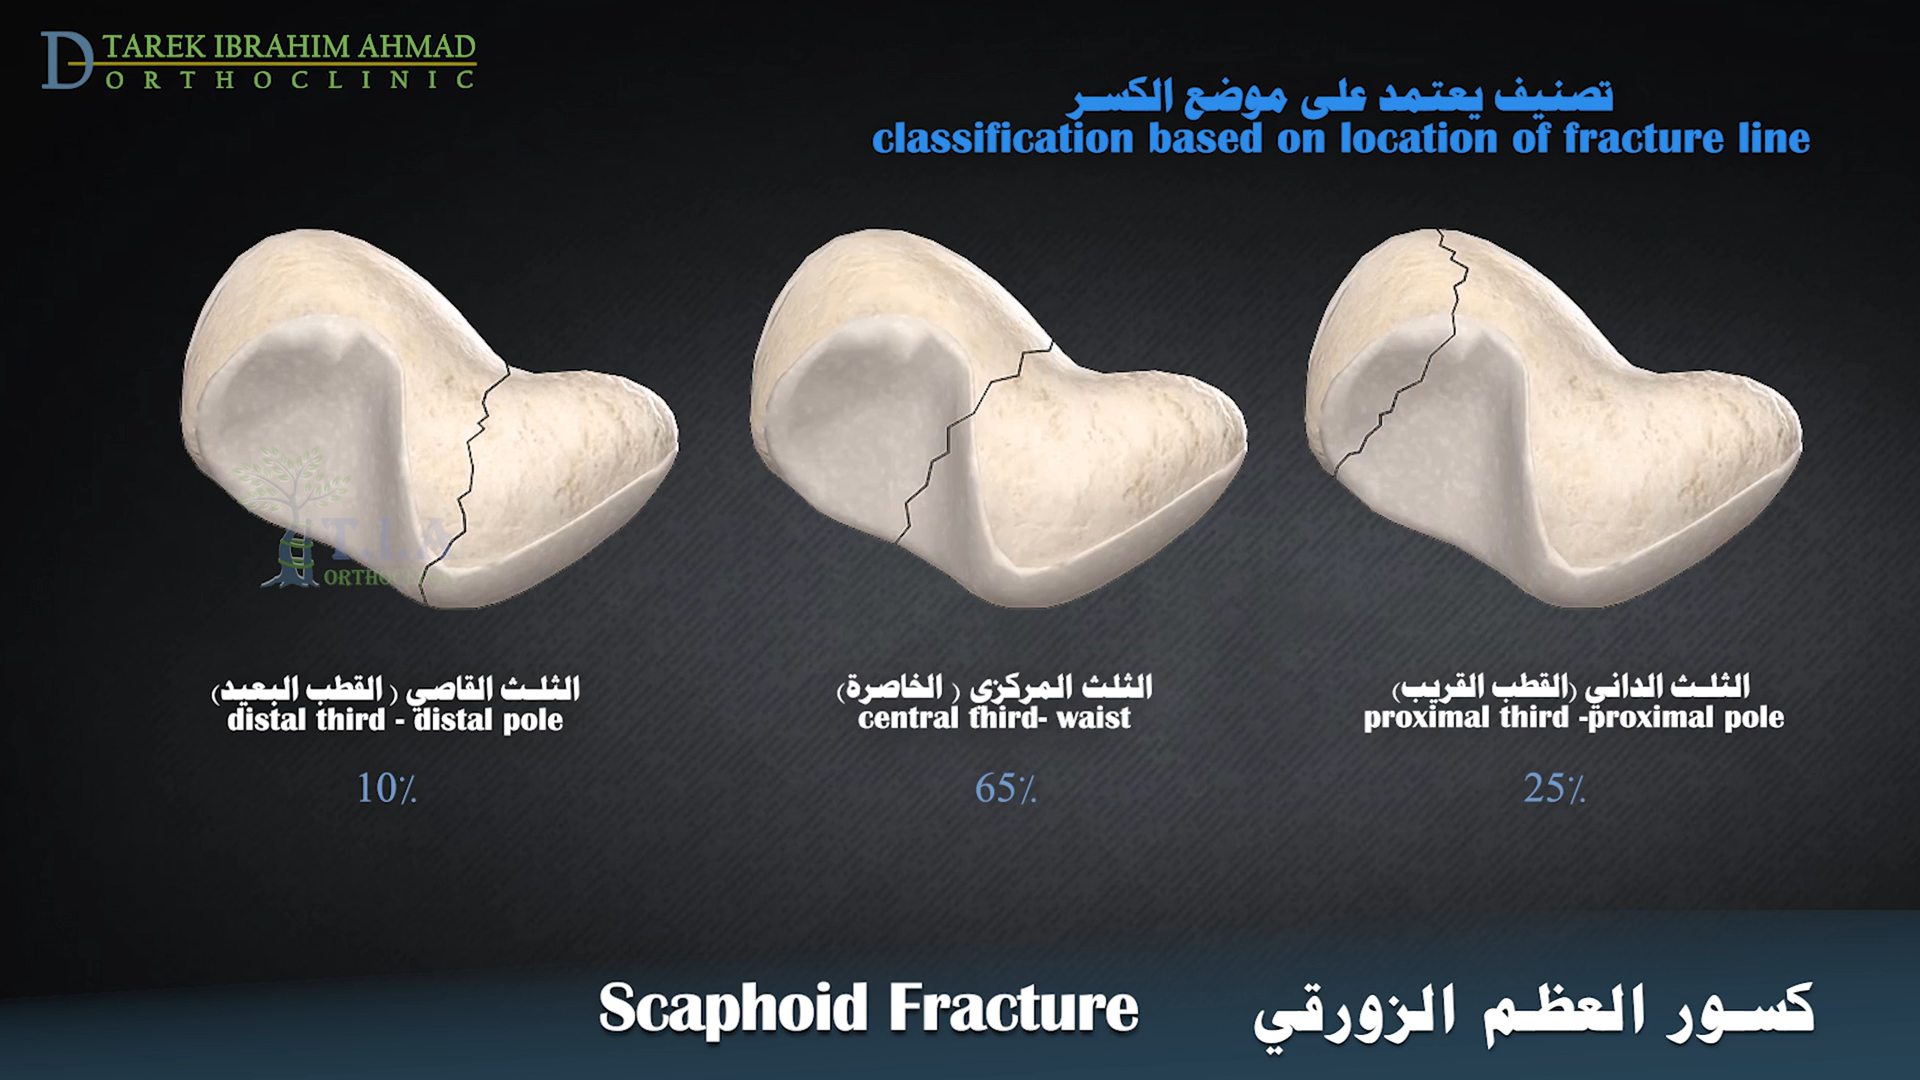 D TAREK IBRAHIM AHMAD
ORTHOCLINIC
تصنيف يعتمد على موضع الكسر
classification based on location of fracture line
T.I.A
الثلث القاصي ( القطب البعيد)
distal third - distal pole
10٪
الثلث المركزي ( الخاصرة)
central third- waist
65٪
الثلث الداني (القطب القريب)
proximal third -proximal pole
25٪
Scaphoid Fracture
كسور العظم الزورقي